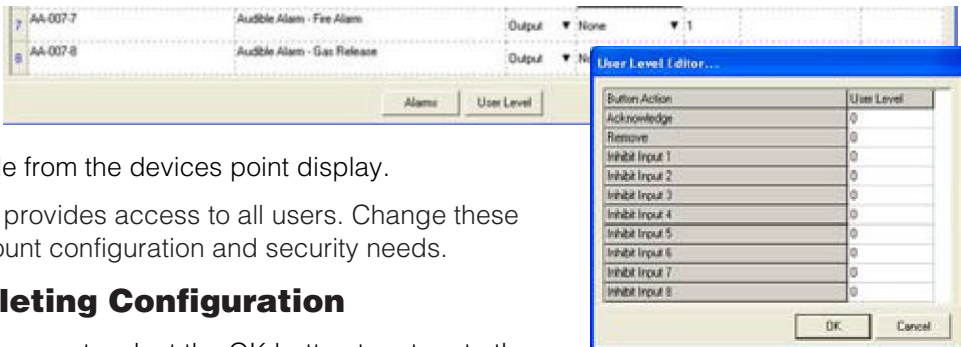 7 AA-007-7 Audible Alarm - Fire Alarm Output None 1
8 AA-007-8 Audible Alarm - Gas Release Output
Alarms User Level
User Level Editor...
Button Action User Level
Acknowledge 0
Remove 0
Inhibit Input 1 0
Inhibit Input 2 0
Inhibit Input 3 0
Inhibit Input 4 0
Inhibit Input 5 0
Inhibit Input 6 0
Inhibit Input 7 0
Inhibit Input 8 0
OK Cancel
from the devices point display.
provides access to all users. Change these
configuration and security needs.
leting Configuration